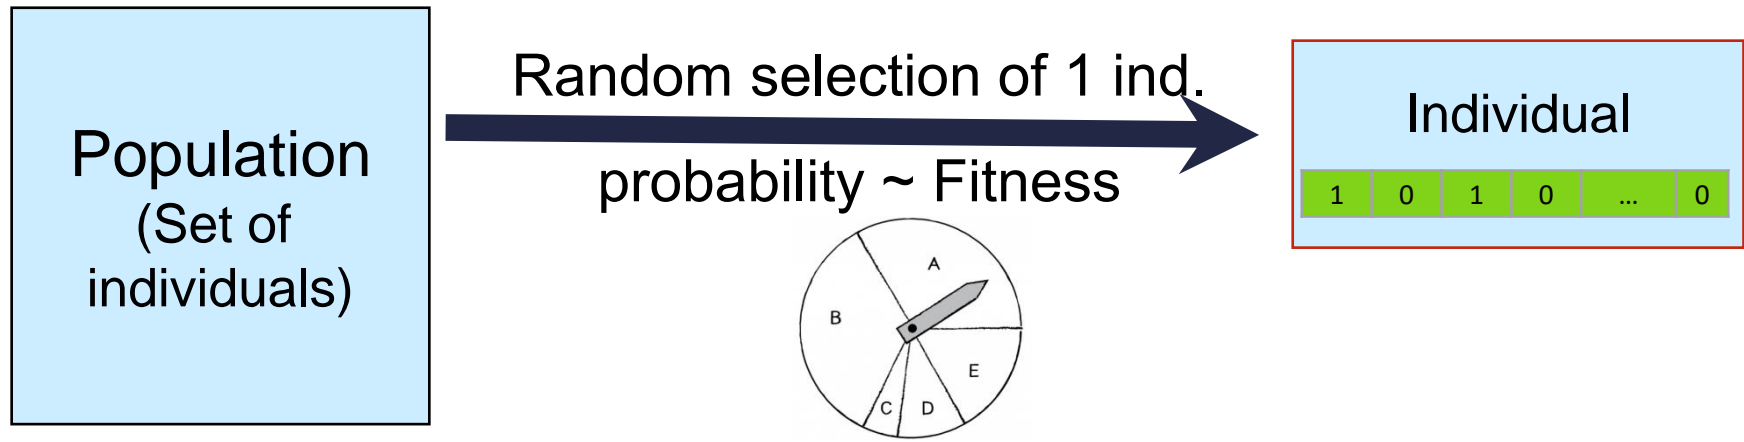 Population
(Set of
individuals)
Random selection of 1 ind.
probability ~ Fitness
A
B
C
D
E
Individual
1 0 1 0 ... 0